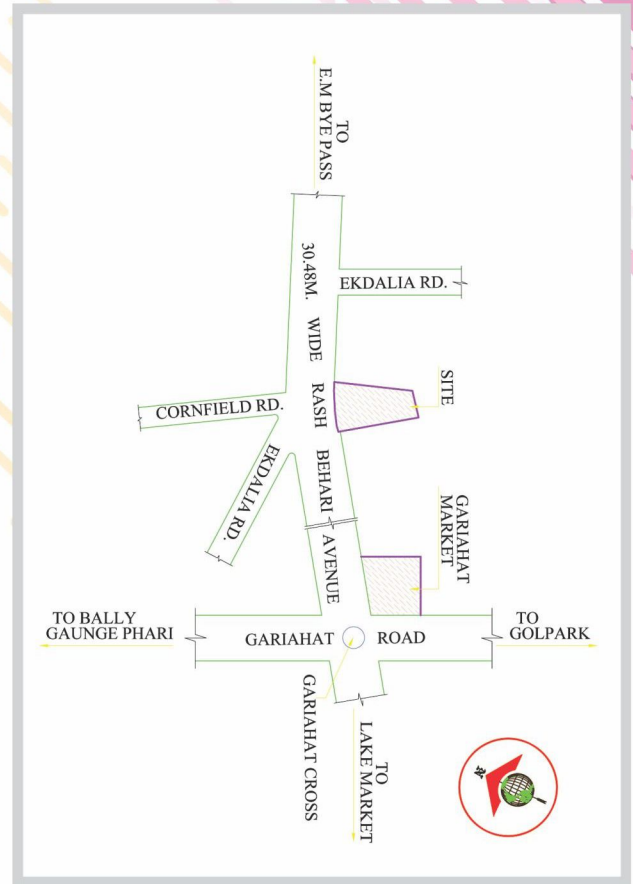 TO
E.M BYE PASS
30.48M. WIDE RASH BEHARI AVENUE
EKDALIA RD.
SITE
CORNFIELD RD.
EKDALIA RD.
GARIAHAT
MARKET
TO BALLY
GAUNGE PHARI
GARIAHAT ROAD
TO
GOLPARK
GARIAHAT CROSS
TO
LAKE MARKET
N